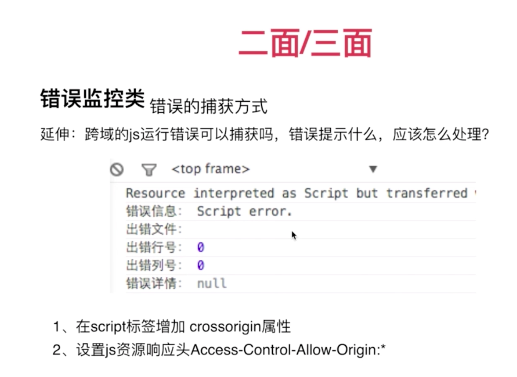 二面/三面
错误监控类 错误的捕获方式
延伸：跨域的js运行错误可以捕获吗，错误提示什么，应该怎么处理？
<top frame>
Resource interpreted as Script but transferred
错误信息： Script error.
出错文件：
出错行号： 0
出错列号： 0
错误详情： null
1、在script标签增加 crossorigin属性
2、设置js资源响应头Access-Control-Allow-Origin:*